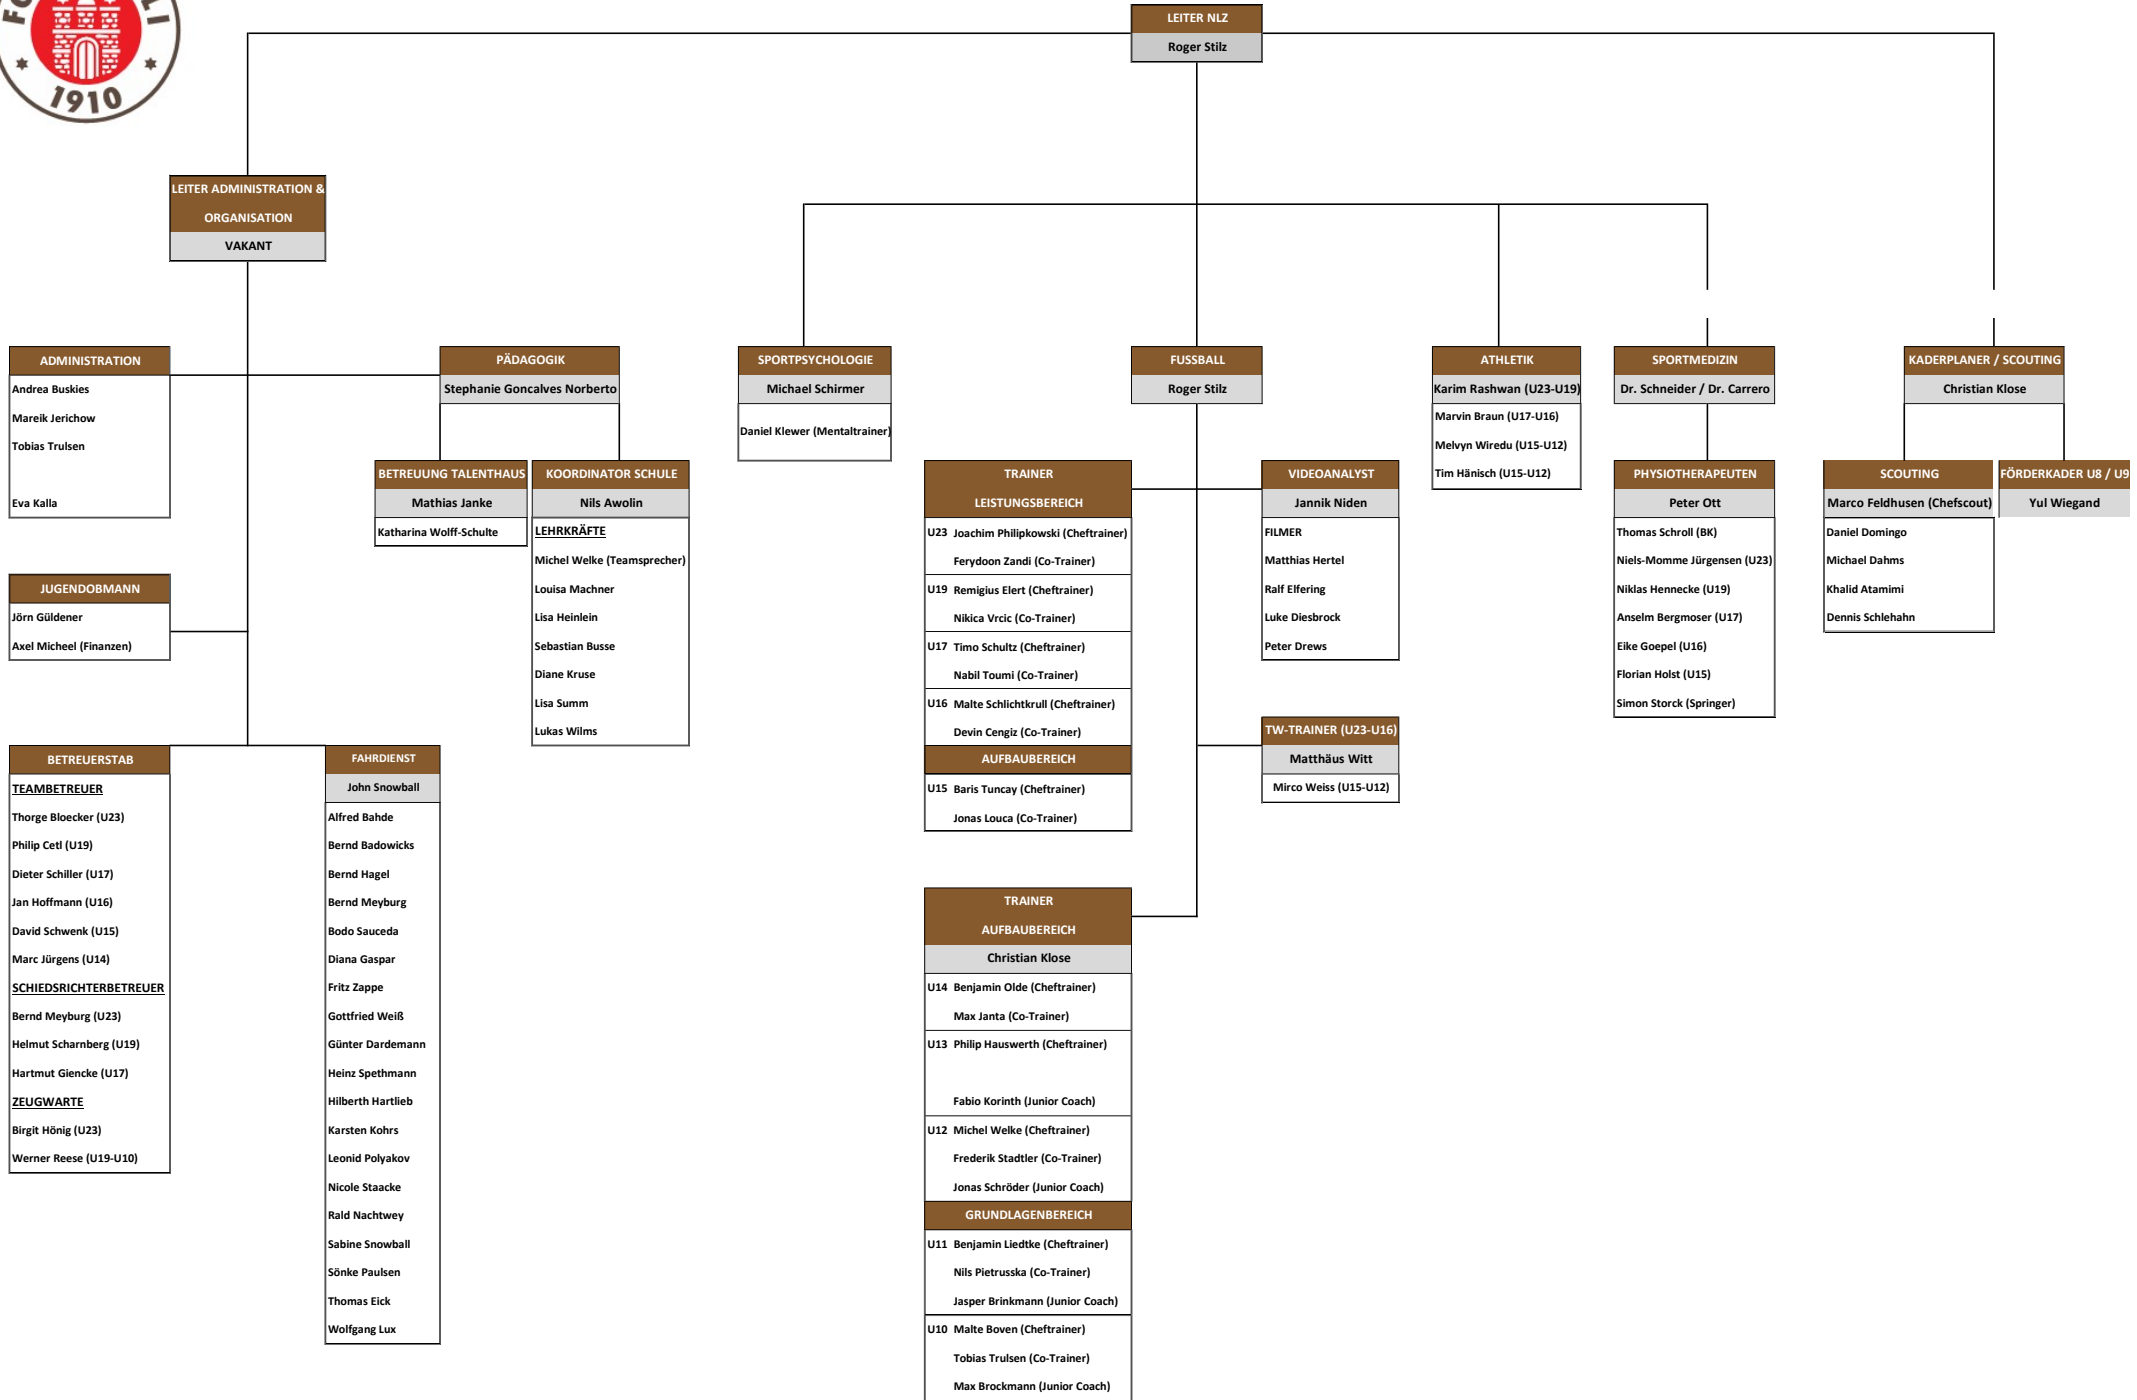 1910
LEITER NLZ
Roger Stilz
LEITER ADMINISTRATION &
ORGANISATION
VAKANT
ADMINISTRATION
Andrea Buskies
Mareik Jerichow
Tobias Trulsen
Eva Kalla
JUGENDOBMANN
Jörn Güldener
Axel Micheel (Finanzen)
BETREUERSTAB
TEAMBETREUER
Thorge Bloecker (U23)
Philip Cetl (U19)
Dieter Schiller (U17)
Jan Hoffmann (U16)
David Schwenk (U15)
Marc Jürgens (U14)
SCHIEDSRICHTERBETREUER
Bernd Meyburg (U23)
Helmut Scharnberg (U19)
Hartmut Giencke (U17)
ZEUGWARTE
Birgit Hönig (U23)
Werner Reese (U19-U10)
FAHRDIENST
John Snowball
Alfred Bahde
Bernd Badowicks
Bernd Hagel
Bernd Meyburg
Bodo Sauceda
Diana Gaspar
Fritz Zappe
Gottfried Weiß
Günter Dardemann
Heinz Spethmann
Hilberth Hartlieb
Karsten Kohrs
Leonid Polyakov
Nicole Staacke
Rald Nachtwey
Sabine Snowball
Sönke Paulsen
Thomas Eick
Wolfgang Lux
PÄDAGOGIK
Stephanie Goncalves Norberto
BETREUUNG TALENTHAUS
Mathias Janke
Katharina Wolff-Schulte
KOORDINATOR SCHULE
Nils Awolin
LEHRKRÄFTE
Michel Welke (Teamsprecher)
Louisa Machner
Lisa Heinlein
Sebastian Busse
Diane Kruse
Lisa Summ
Lukas Wilms
SPORTPSYCHOLOGIE
Michael Schirmer
Daniel Klewer (Mentaltrainer)
FUSSBALL
Roger Stilz
TRAINER
LEISTUNGSBEREICH
U23 Joachim Philipkowski (Cheftrainer)
Ferydoon Zandi (Co-Trainer)
U19 Remigius Elert (Cheftrainer)
Nikica Vrcic (Co-Trainer)
U17 Timo Schultz (Cheftrainer)
Nabil Toumi (Co-Trainer)
U16 Malte Schlichtkrull (Cheftrainer)
Devin Cengiz (Co-Trainer)
AUFBAUBEREICH
U15 Baris Tuncay (Cheftrainer)
Jonas Louca (Co-Trainer)
TRAINER
AUFBAUBEREICH
Christian Klose
U14 Benjamin Olde (Cheftrainer)
Max Janta (Co-Trainer)
U13 Philip Hauswerth (Cheftrainer)
Fabio Korinth (Junior Coach)
U12 Michel Welke (Cheftrainer)
Frederik Stadtler (Co-Trainer)
Jonas Schröder (Junior Coach)
GRUNDLAGENBEREICH
U11 Benjamin Liedtke (Cheftrainer)
Nils Pietrusska (Co-Trainer)
Jasper Brinkmann (Junior Coach)
U10 Malte Boven (Cheftrainer)
Tobias Trulsen (Co-Trainer)
Max Brockmann (Junior Coach)
VIDEOANALYST
Jannik Niden
FILMER
Matthias Hertel
Ralf Elfering
Luke Diesbrock
Peter Drews
TW-TRAINER (U23-U16)
Matthäus Witt
Mirco Weiss (U15-U12)
ATHLETIK
Karim Rashwan (U23-U19)
Marvin Braun (U17-U16)
Melvyn Wiredu (U15-U12)
Tim Hänisch (U15-U12)
SPORTMEDIZIN
Dr. Schneider / Dr. Carrero
PHYSIOTHERAPEUTEN
Peter Ott
Thomas Schroll (BK)
Niels-Momme Jürgensen (U23)
Niklas Hennecke (U19)
Anselm Bergmoser (U17)
Eike Goepel (U16)
Florian Holst (U15)
Simon Storck (Springer)
KADERPLANER / SCOUTING
Christian Klose
SCOUTING
Marco Feldhusen (Chefscout)
Daniel Domingo
Michael Dahms
Khalid Atamimi
Dennis Schlehahn
FÖRDERKADER U8 / U9
Yul Wiegand